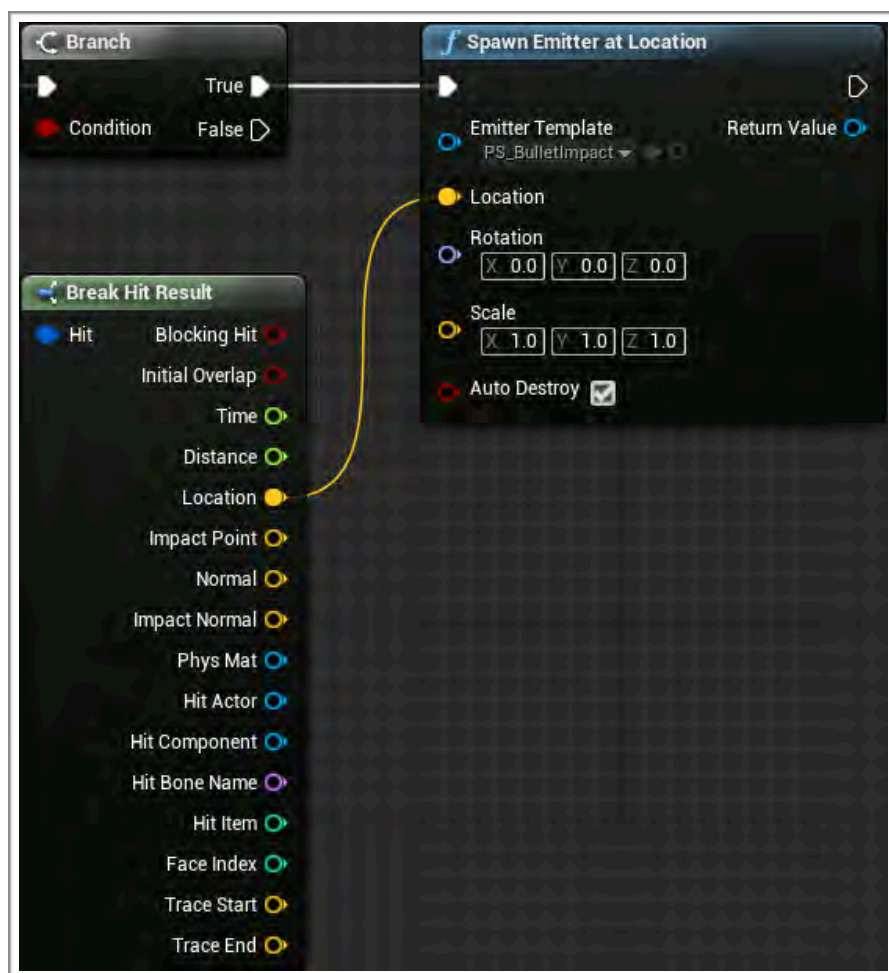 Branch
True
Condition
False
Spawn Emitter at Location
Emitter Template
PS_BulletImpact
Return Value
Location
Rotation
X 0.0 Y 0.0 Z 0.0
Scale
X 1.0 Y 1.0 Z 1.0
Auto Destroy
Break Hit Result
Hit
Blocking Hit
Initial Overlap
Time
Distance
Location
Impact Point
Normal
Impact Normal
Phys Mat
Hit Actor
Hit Component
Hit Bone Name
Hit Item
Face Index
Trace Start
Trace End